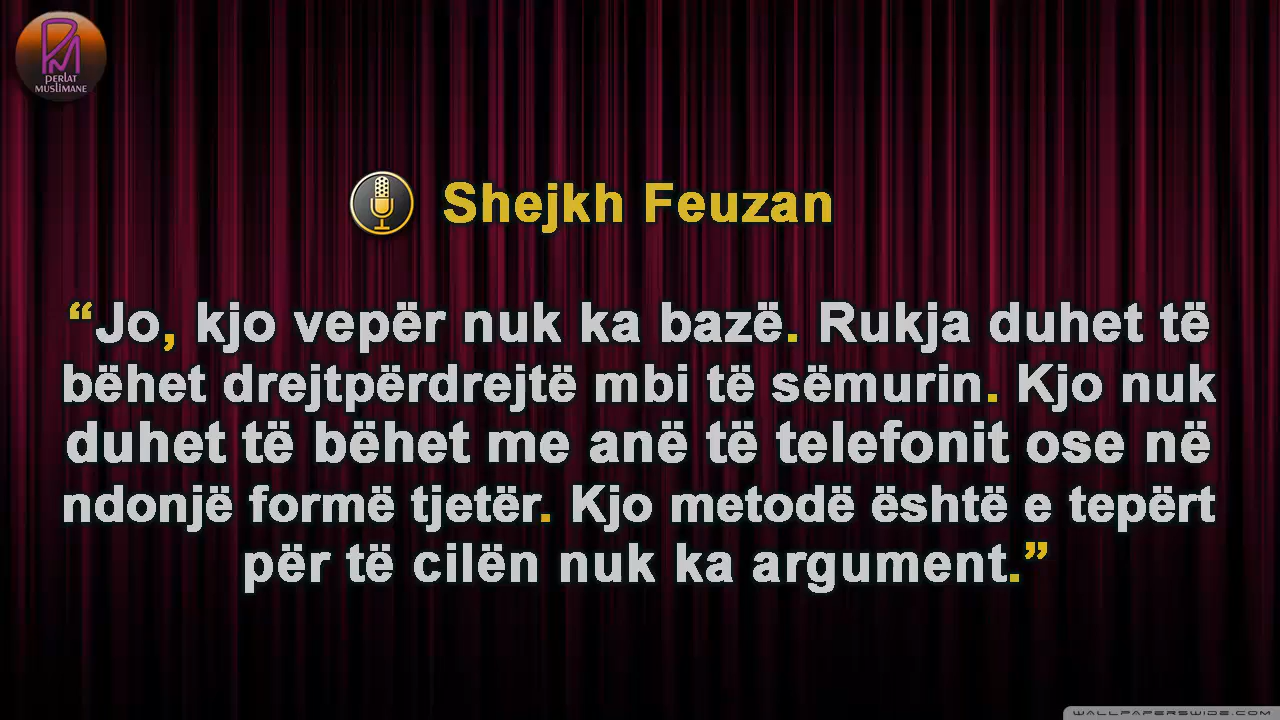 PERLAT
MUSLIMANE
Shejkh Feuzan
“Jo, kjo vepër nuk ka bazë. Rukja duhet të
bëhet drejtpërdrejtë mbi të sëmurin. Kjo nuk
duhet të bëhet me anë të telefonit ose në
ndonjë formë tjetër. Kjo metodë është e tepërt
për të cilën nuk ka argument.”
WALLPAPERSWIDE.COM